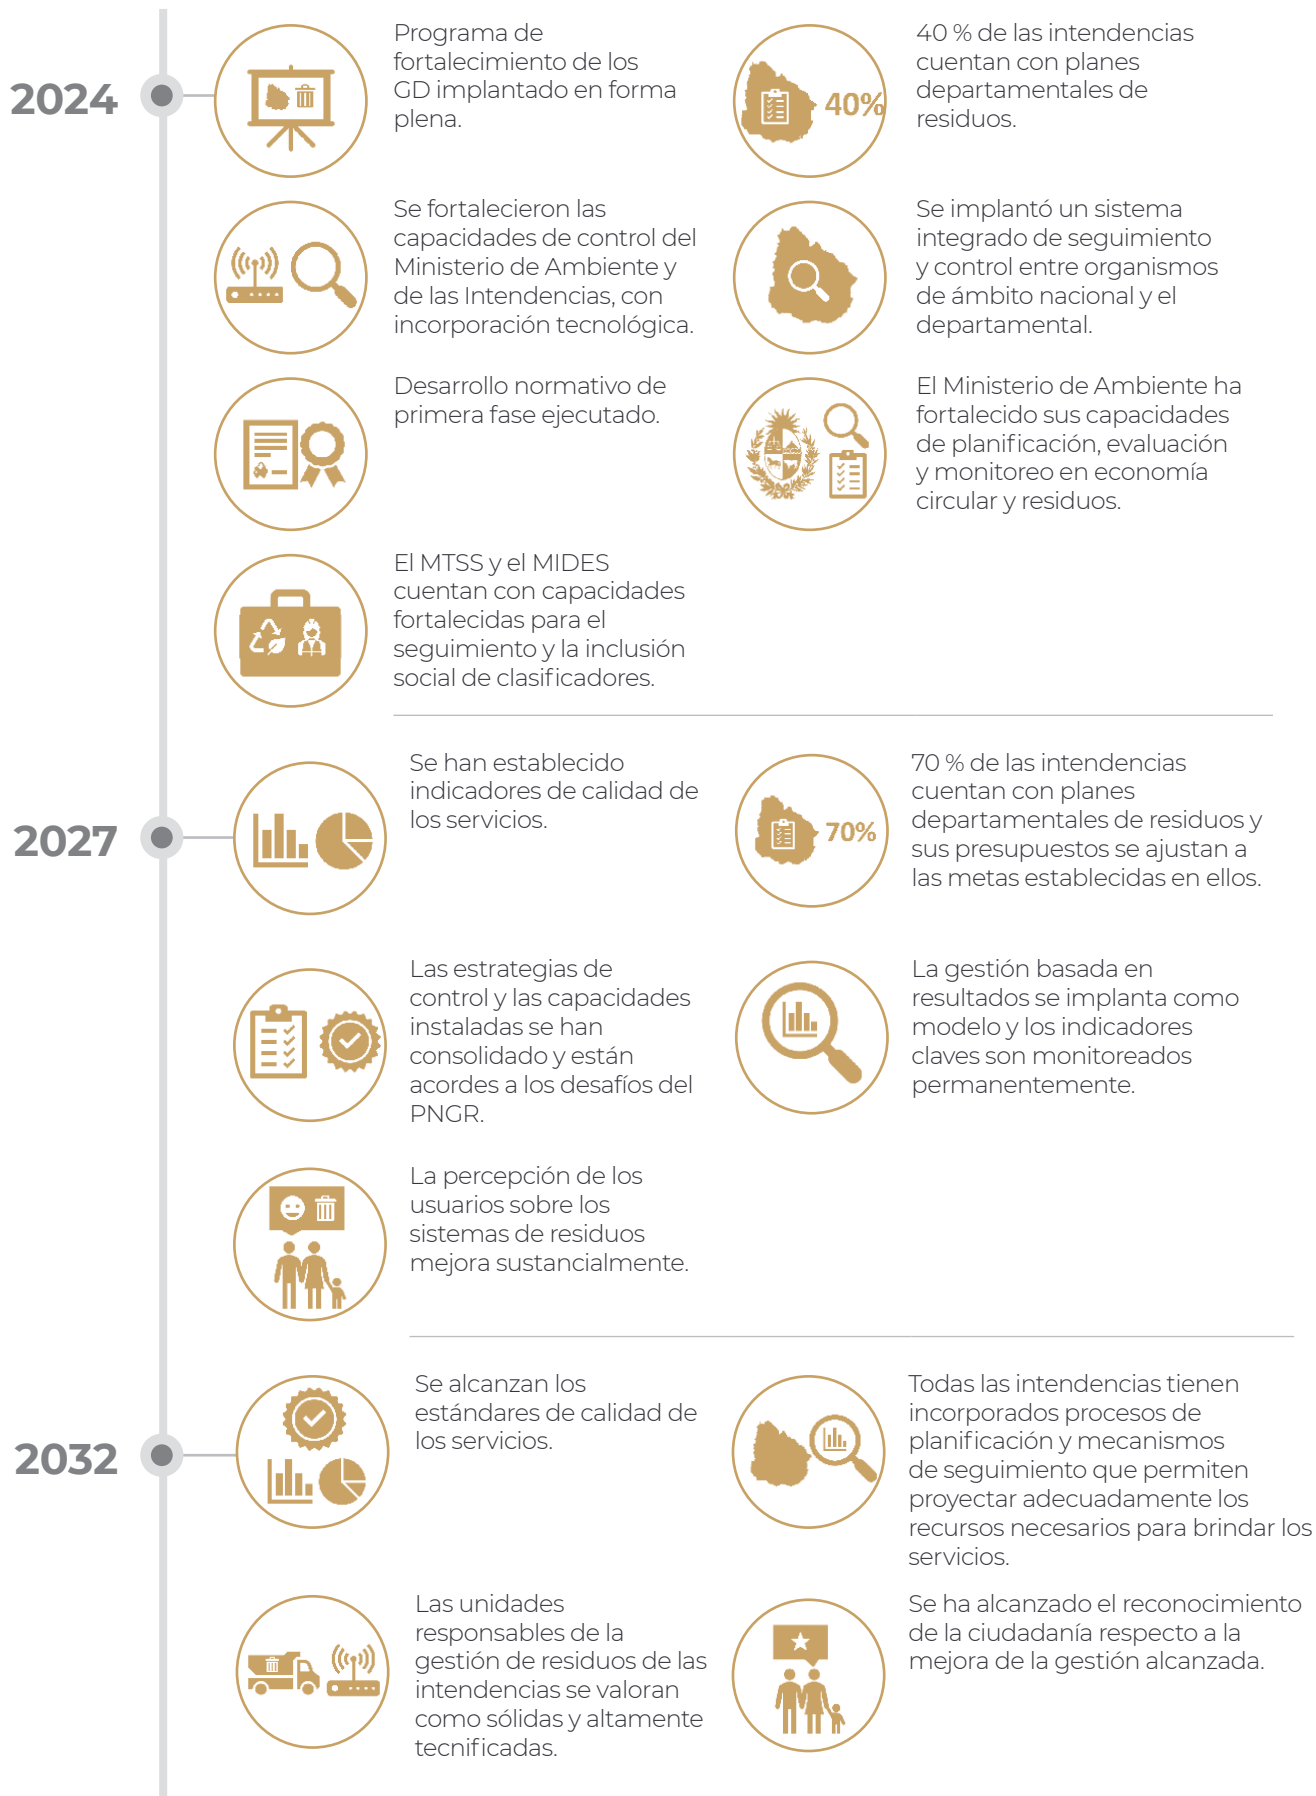 2024
Programa de
fortalecimiento de los
GD implantado en forma
plena.
40%
40 % de las intendencias
cuentan con planes
departamentales de
residuos.
Se fortalecieron las
capacidades de control del
Ministerio de Ambiente y
de las Intendencias, con
incorporación tecnológica.
Se implantó un sistema
integrado de seguimiento
y control entre organismos
de ámbito nacional y el
departamental.
Desarrollo normativo de
primera fase ejecutado.
El Ministerio de Ambiente ha
fortalecido sus capacidades
de planificación, evaluación
y monitoreo en economía
circular y residuos.
El MTSS y el MIDES
cuentan con capacidades
fortalecidas para el
seguimiento y la inclusión
social de clasificadores.
2027
Se han establecido
indicadores de calidad de
los servicios.
70%
70 % de las intendencias
cuentan con planes
departamentales de residuos y
sus presupuestos se ajustan a
las metas establecidas en ellos.
Las estrategias de
control y las capacidades
instaladas se han
consolidado y están
acordes a los desafíos del
PNGR.
La gestión basada en
resultados se implanta como
modelo y los indicadores
claves son monitoreados
permanentemente.
La percepción de los
usuarios sobre los
sistemas de residuos
mejora sustancialmente.
2032
Se alcanzan los
estándares de calidad de
los servicios.
Todas las intendencias tienen
incorporados procesos de
planificación y mecanismos
de seguimiento que permiten
proyectar adecuadamente los
recursos necesarios para brindar los
servicios.
Las unidades
responsables de la
gestión de residuos de las
intendencias se valoran
como sólidas y altamente
tecnificadas.
Se ha alcanzado el reconocimiento
de la ciudadanía respecto a la
mejora de la gestión alcanzada.